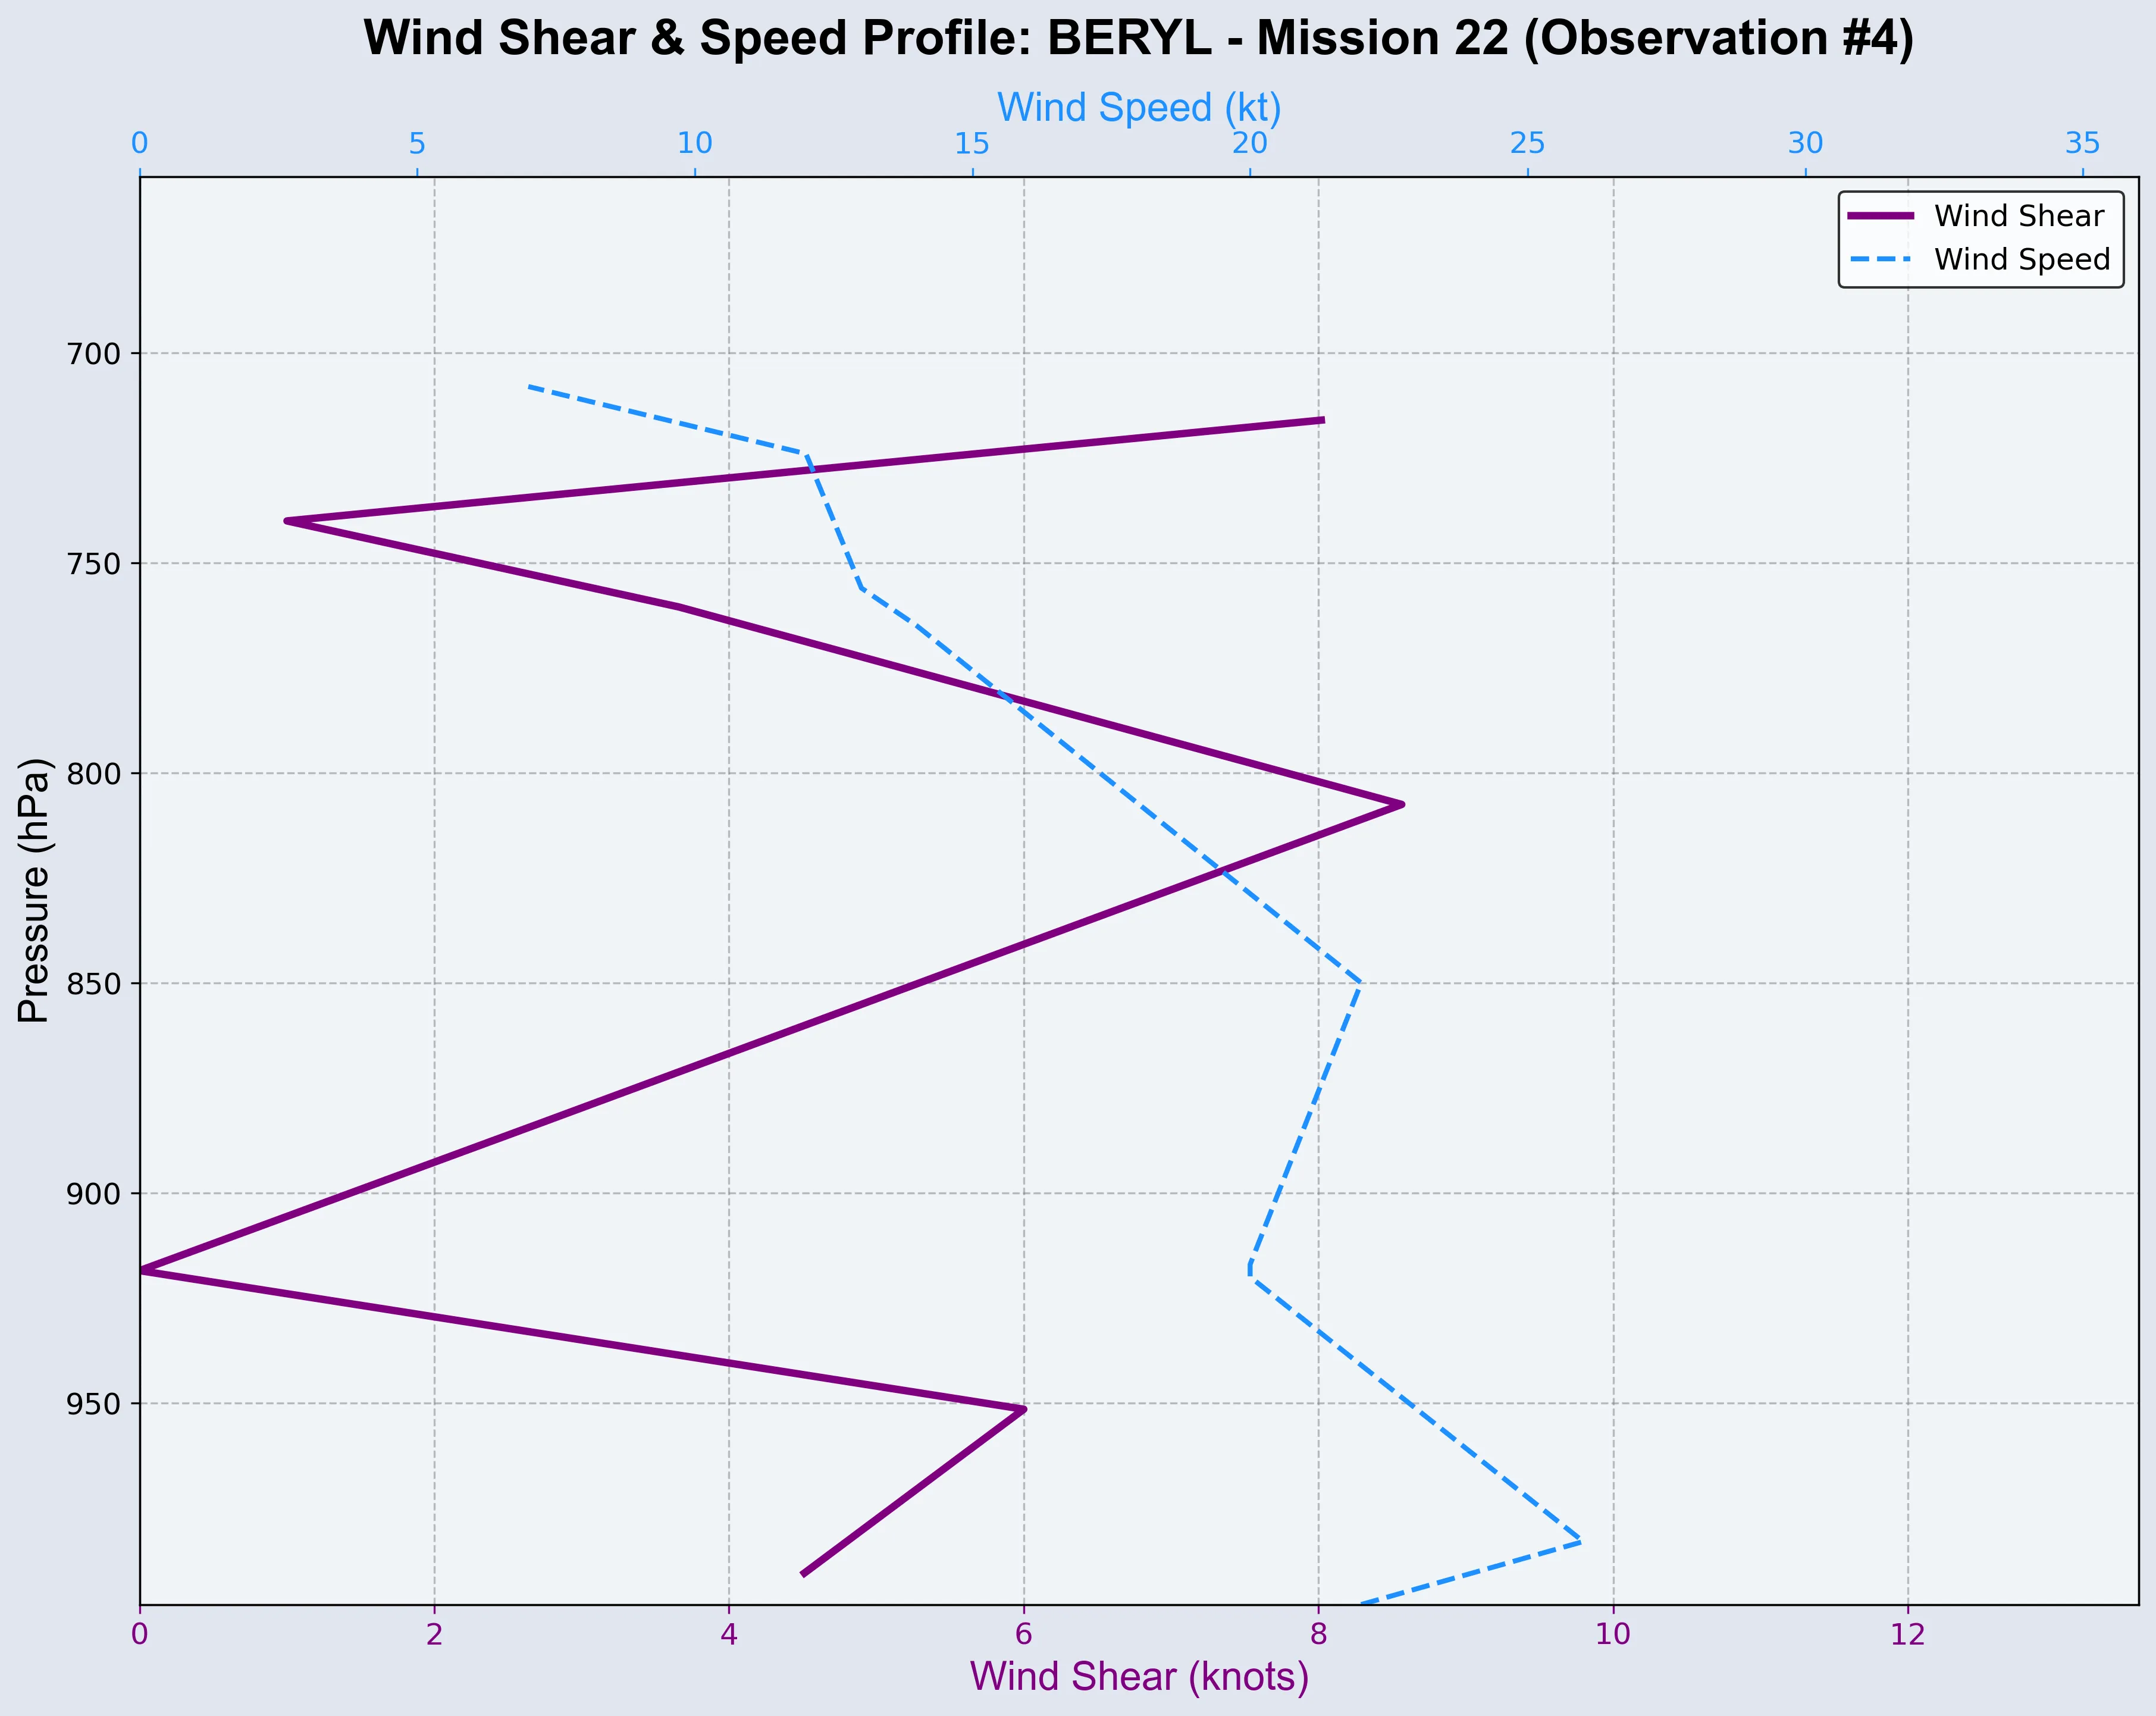 Wind Shear & Speed Profile: BERYL - Mission 22 (Observation #4)
Wind Speed (kt)
0 5 10 15 20 25 30 35
Wind Shear
Wind Speed
700
750
800
850
900
950
Pressure (hPa)
0 2 4 6 8 10 12
Wind Shear (knots)